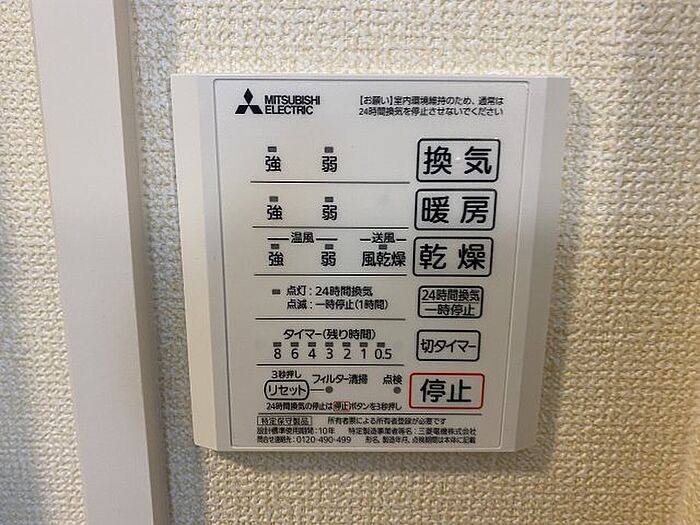 MITSUBISHI
ELECTRIC
【お願い】室内環境維持のため、通常は
24時間換気を停止させないでください
強 弱 換気
強 弱 暖房
温風 送風
強 弱 風乾燥 乾燥
点灯：24時間換気
点滅：一時停止(1時間)
24時間換気
一時停止
タイマー(残り時間)
8 6 4 3 2 1 0.5
切タイマー
3秒押し
リセット フィルター清掃 点検
停止
24時間換気の停止は停止ボタンを3秒押し
特定保守製品 所有者票による所有者登録が必要です
設計標準使用期間：10年 特定製造事業者等名：三菱電機株式会社
問合せ連絡先：0120-490-499 形名、製造年月、点検期間は本体に記載